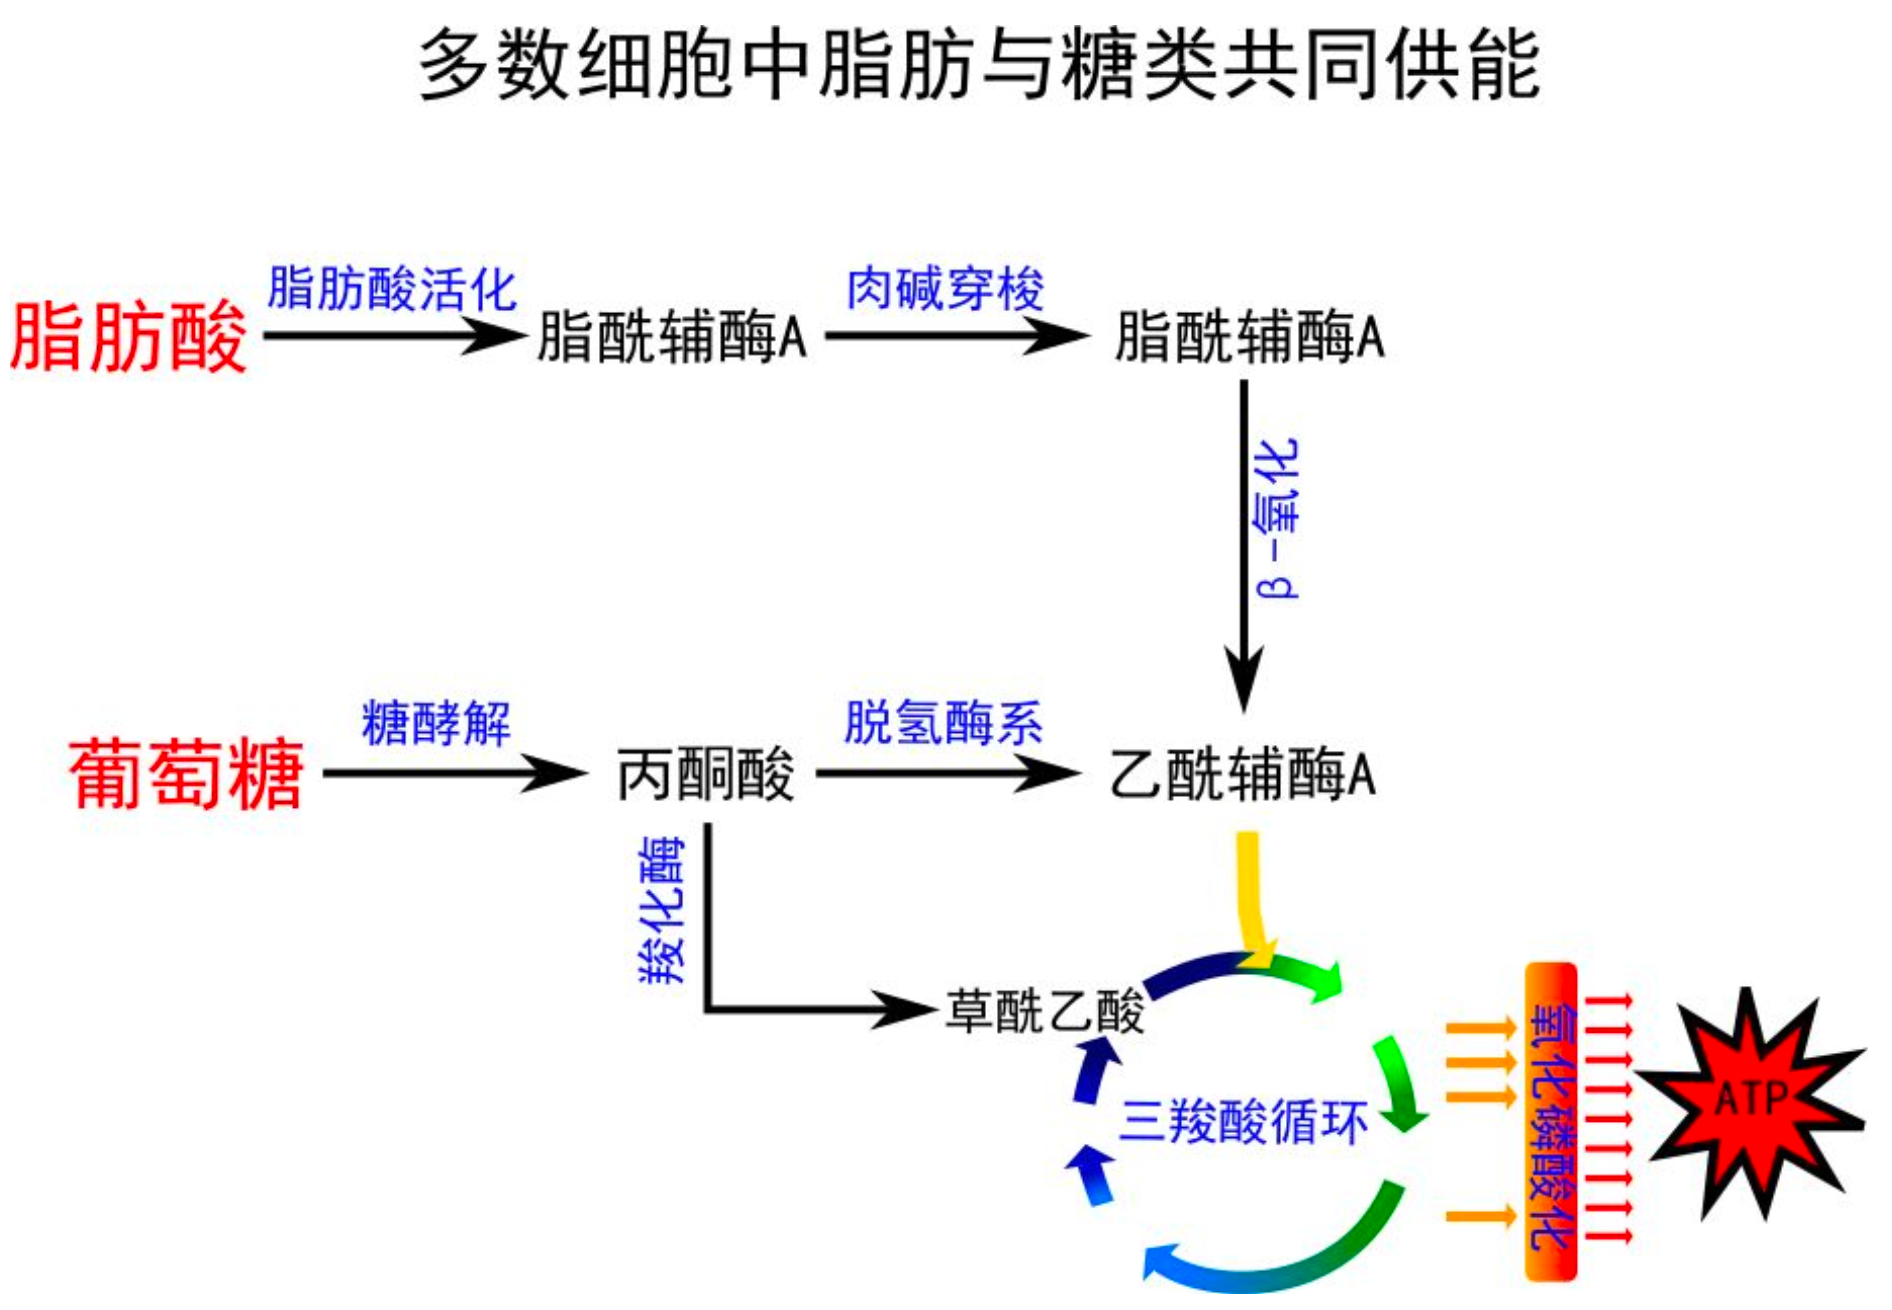 多数细胞中脂肪与糖类共同供能
脂肪酸
脂肪酸活化
脂酰辅酶A
肉碱穿梭
脂酰辅酶A
β-氧化
葡萄糖
糖酵解
丙酮酸
脱氢酶系
乙酰辅酶A
羧化酶
草酰乙酸
三羧酸循环
氧化磷酸化
ATP